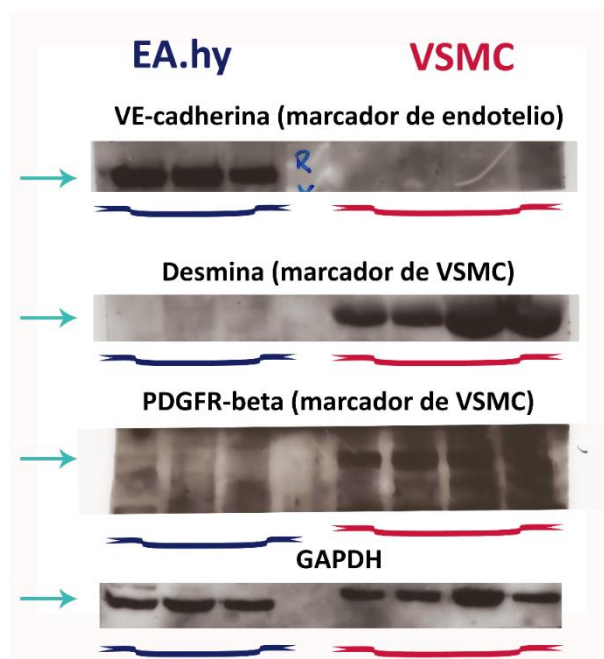 EA.hy VSMC
VE-cadherina (marcador de endotelio)
R
Desmina (marcador de VSMC)
PDGFR-beta (marcador de VSMC)
GAPDH